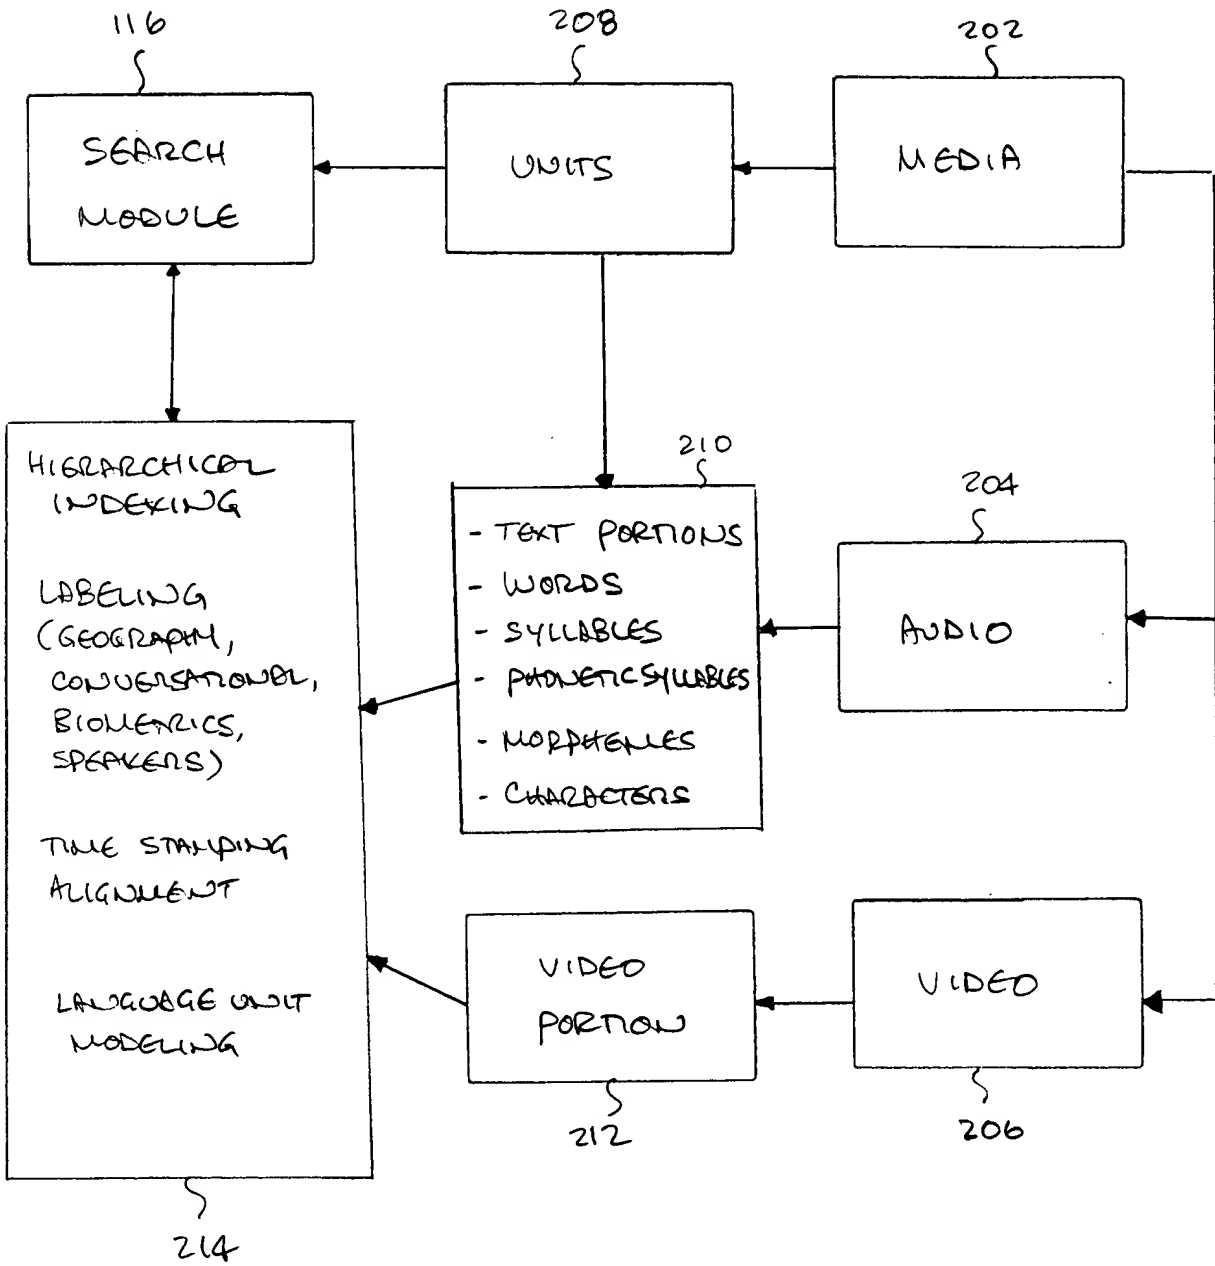 116
208
202
SEARCH
MODULE
UNITS
MEDIA
HIERARCHICAL
INDEXING
LABELING
(GEOGRAPH,
CONVERSATIONAL,
BIOMETRICS,
SPEAKERS)
TIME STAMPING
ALIGNMENT
LANGUAGE UNIT
MODELING
214
210
- TEXT PORTIONS
- WORDS
- SYLLABLES
- PHONETIC SYLLABLES
- MORPHEMES
- CHARACTERS
204
AUDIO
VIDEO
PORTION
212
VIDEO
206